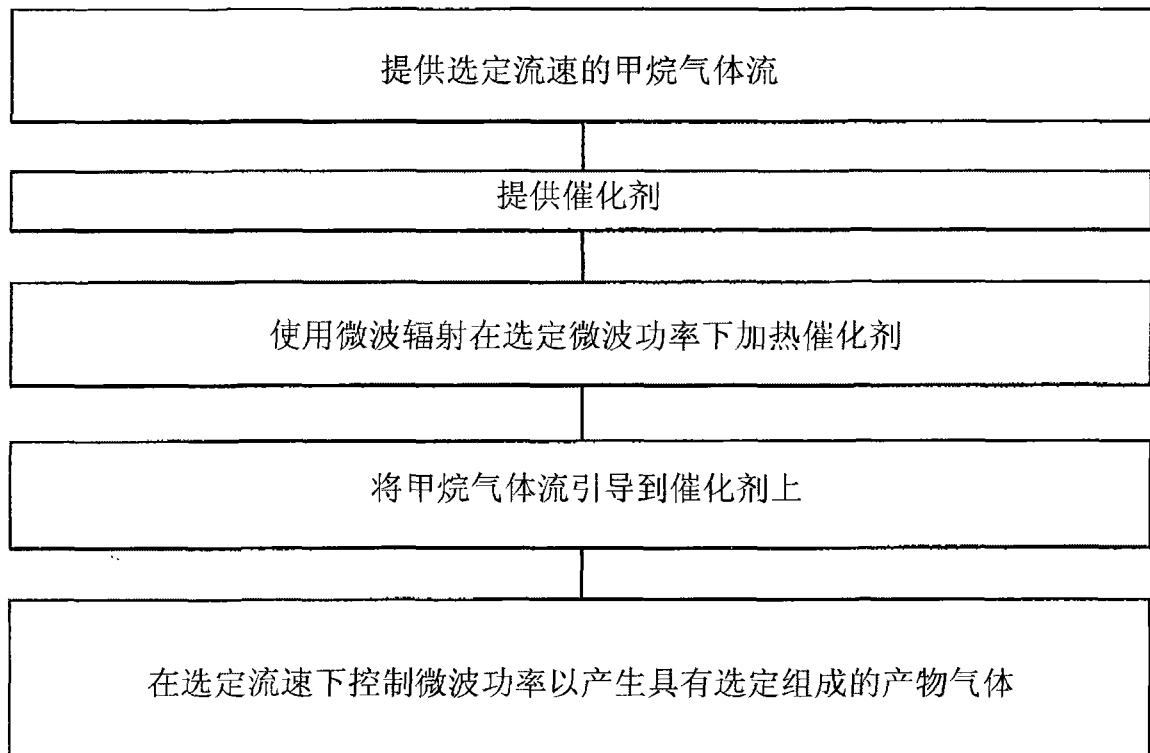 提供选定流速的甲烷气体流
提供催化剂
使用微波辐射在选定微波功率下加热催化剂
将甲烷气体流引导到催化剂上
在选定流速下控制微波功率以产生具有选定组成的产物气体